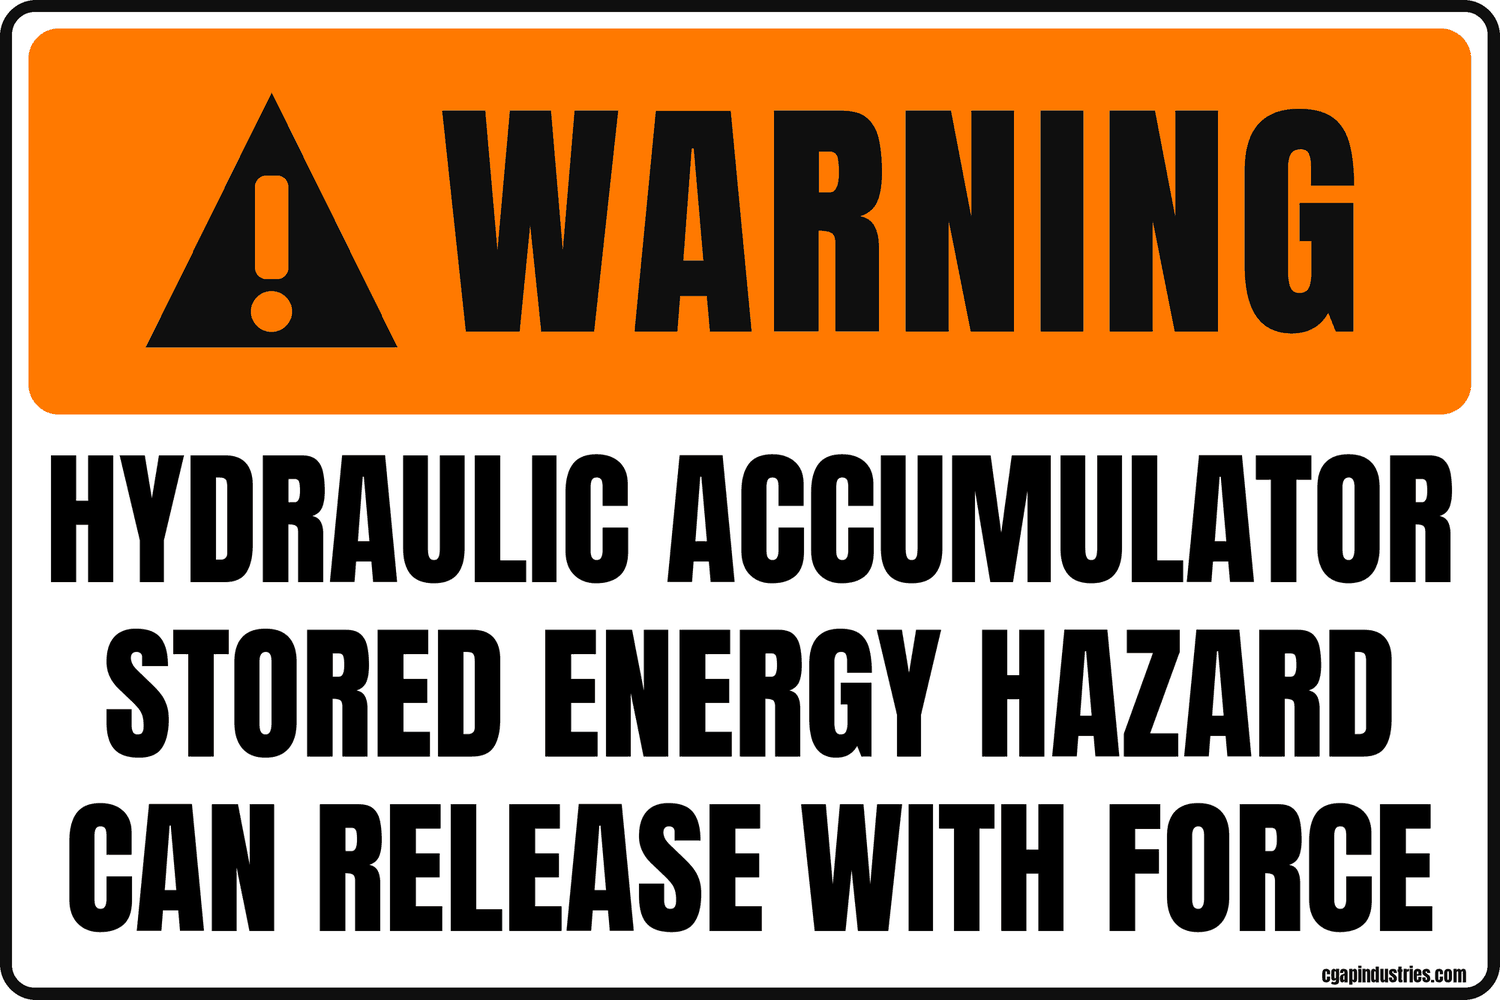 WARNING
HYDRAULIC ACCUMULATOR
STORED ENERGY HAZARD
CAN RELEASE WITH FORCE
cgapindustries.com